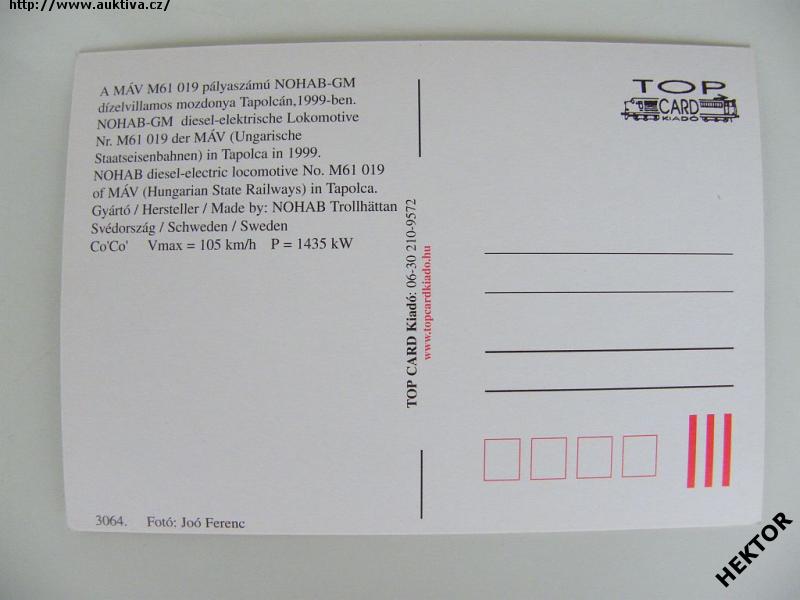 http://www.auktiva.cz/
A MÁV M61 019 pályaszámú NOHAB-GM
dízelvillamos mozdonya Tapolcán,1999-ben.
NOHAB-GM diesel-elektrische Lokomotive
Nr. M61 019 der MÁV (Ungarische
Staatseisenbahnen) in Tapolca in 1999.
NOHAB diesel-electric locomotive No. M61 019
of MÁV (Hungarian State Railways) in Tapolca.
Gyártó / Hersteller / Made by: NOHAB Trollhättan
Svédország / Schweden / Sweden
Co'Co' Vmax = 105 km/h P = 1435 kW
3064. Fotó: Joó Ferenc
TOP CARD Kiadó: 06-30 210-9572
www.topcardkiado.hu
TOP
CARD
KIADÓ
HEKTOR